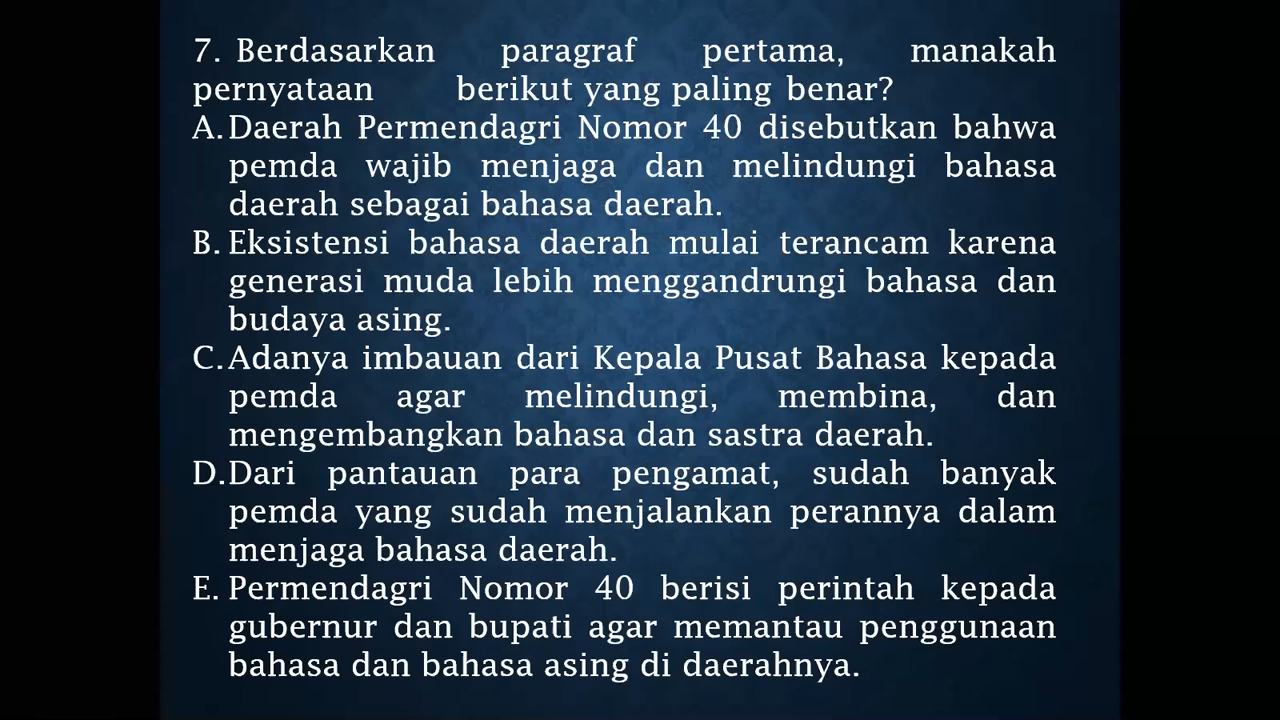 7. Berdasarkan paragraf pertama, manakah
pernyataan berikut yang paling benar?
A. Daerah Permendagri Nomor 40 disebutkan bahwa
pemda wajib menjaga dan melindungi bahasa
daerah sebagai bahasa daerah.
B. Eksistensi bahasa daerah mulai terancam karena
generasi muda lebih menggandrungi bahasa dan
budaya asing.
C. Adanya imbauan dari Kepala Pusat Bahasa kepada
pemda agar melindungi, membina, dan
mengembangkan bahasa dan sastra daerah.
D. Dari pantauan para pengamat, sudah banyak
pemda yang sudah menjalankan perannya dalam
menjaga bahasa daerah.
E. Permendagri Nomor 40 berisi perintah kepada
gubernur dan bupati agar memantau penggunaan
bahasa dan bahasa asing di daerahnya.